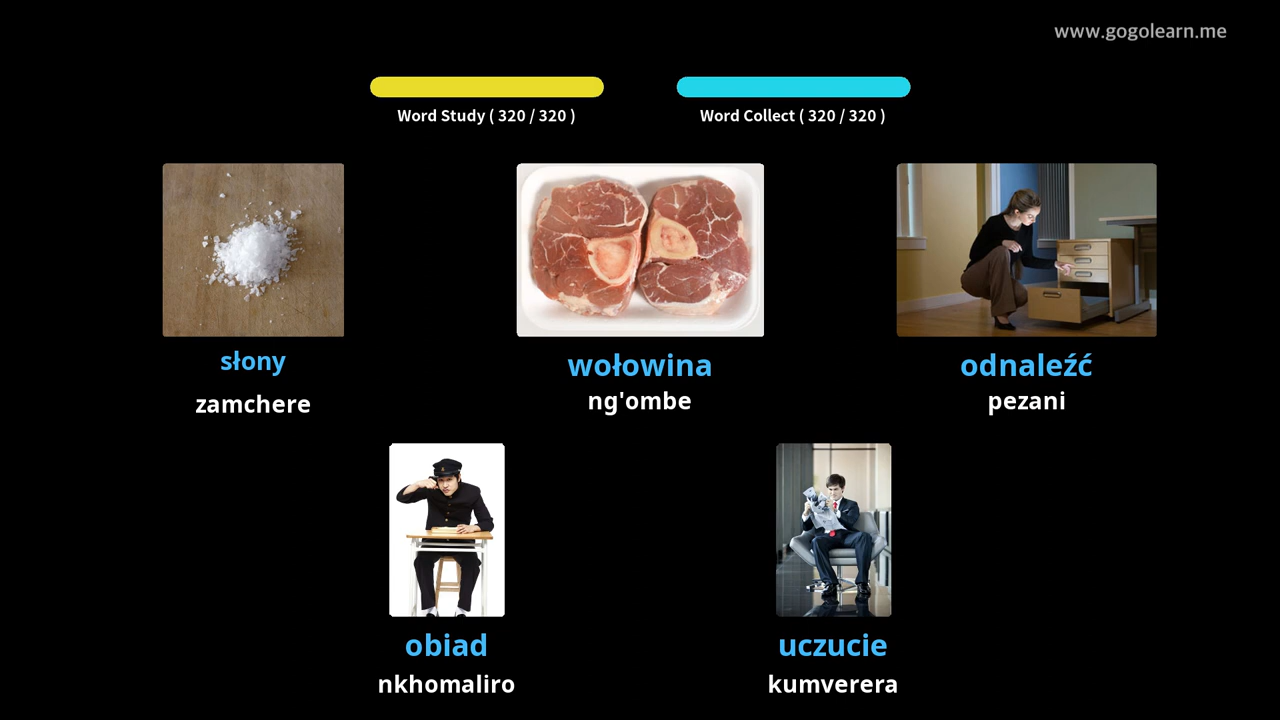 www.gogolearn.me
Word Study ( 320 / 320 )
Word Collect ( 320 / 320 )
słony
zamchere
wołowina
ng'ombe
odnaleźć
pezani
obiad
nkhomaliro
uczucie
kumverera